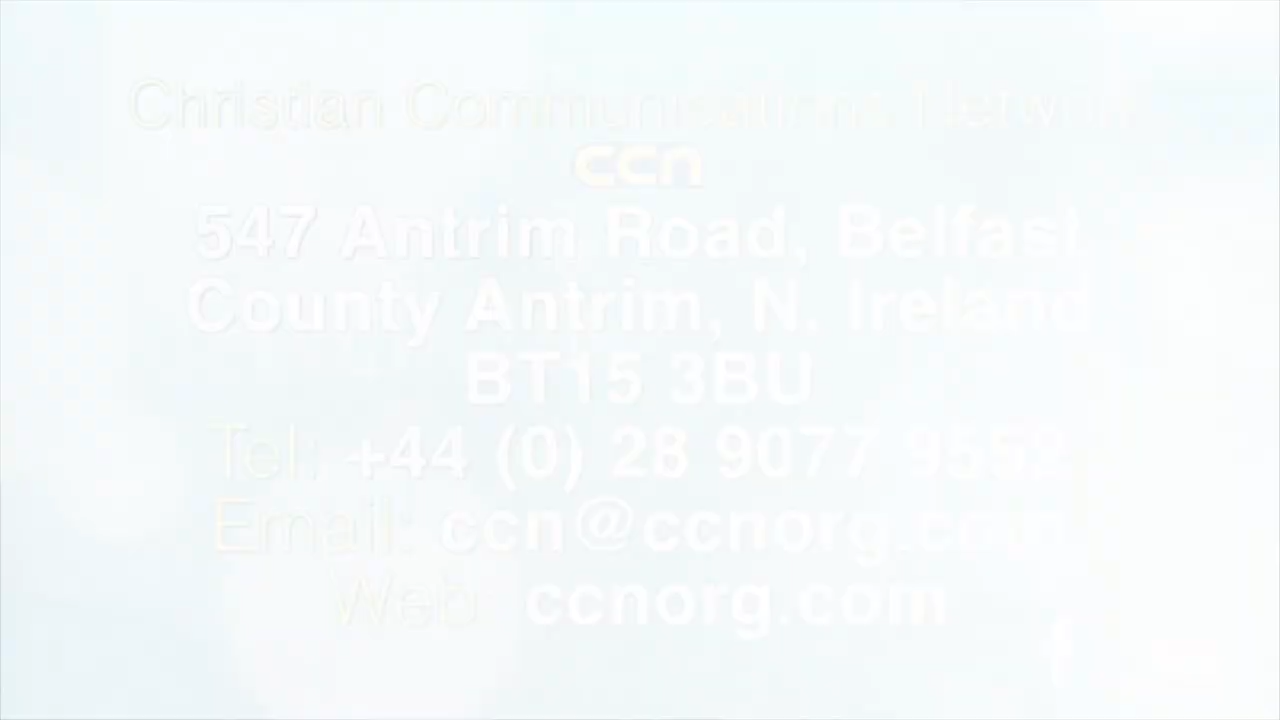 Christian Communications Network
ccn
547 Antrim Road, Belfast
County Antrim, N. Ireland
BT15 3BU
Tel: +44 (0) 28 9077 9552
Email: ccn@ccnorg.com
Web: ccnorg.com